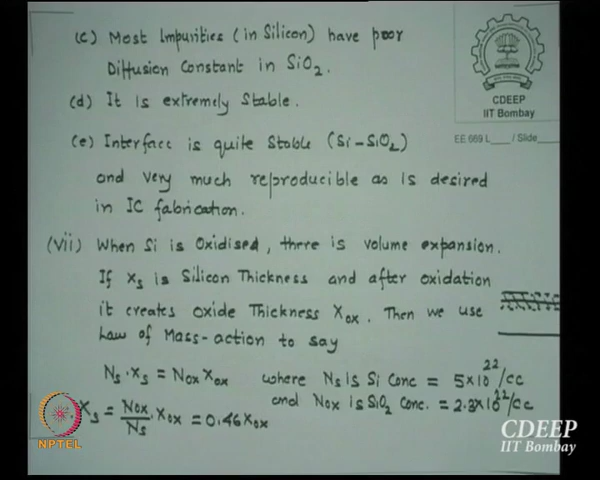 (c) Most Impurities (in Silicon) have poor
Diffusion Constant in SiO₂.
(d) It is extremely stable.
(e) Interface is quite Stable (Si-SiO₂)
and very much reproducible as is desired
in IC fabrication.
(vii) When Si is Oxidised, there is volume expansion.
If Xs is Silicon Thickness and after oxidation
it creates Oxide Thickness Xox. Then we use
Law of Mass-action to say
Ns·Xs = Nox Xox where Ns is Si Conc = 5×10²²/cc
and Nox is SiO₂ Conc. = 2.3×10²²/cc
∴ Xs = Nox/Ns · Xox = 0.46 Xox
CDEEP
IIT Bombay
EE 669 L___ / Slide___
NPTEL
CDEEP
IIT Bombay